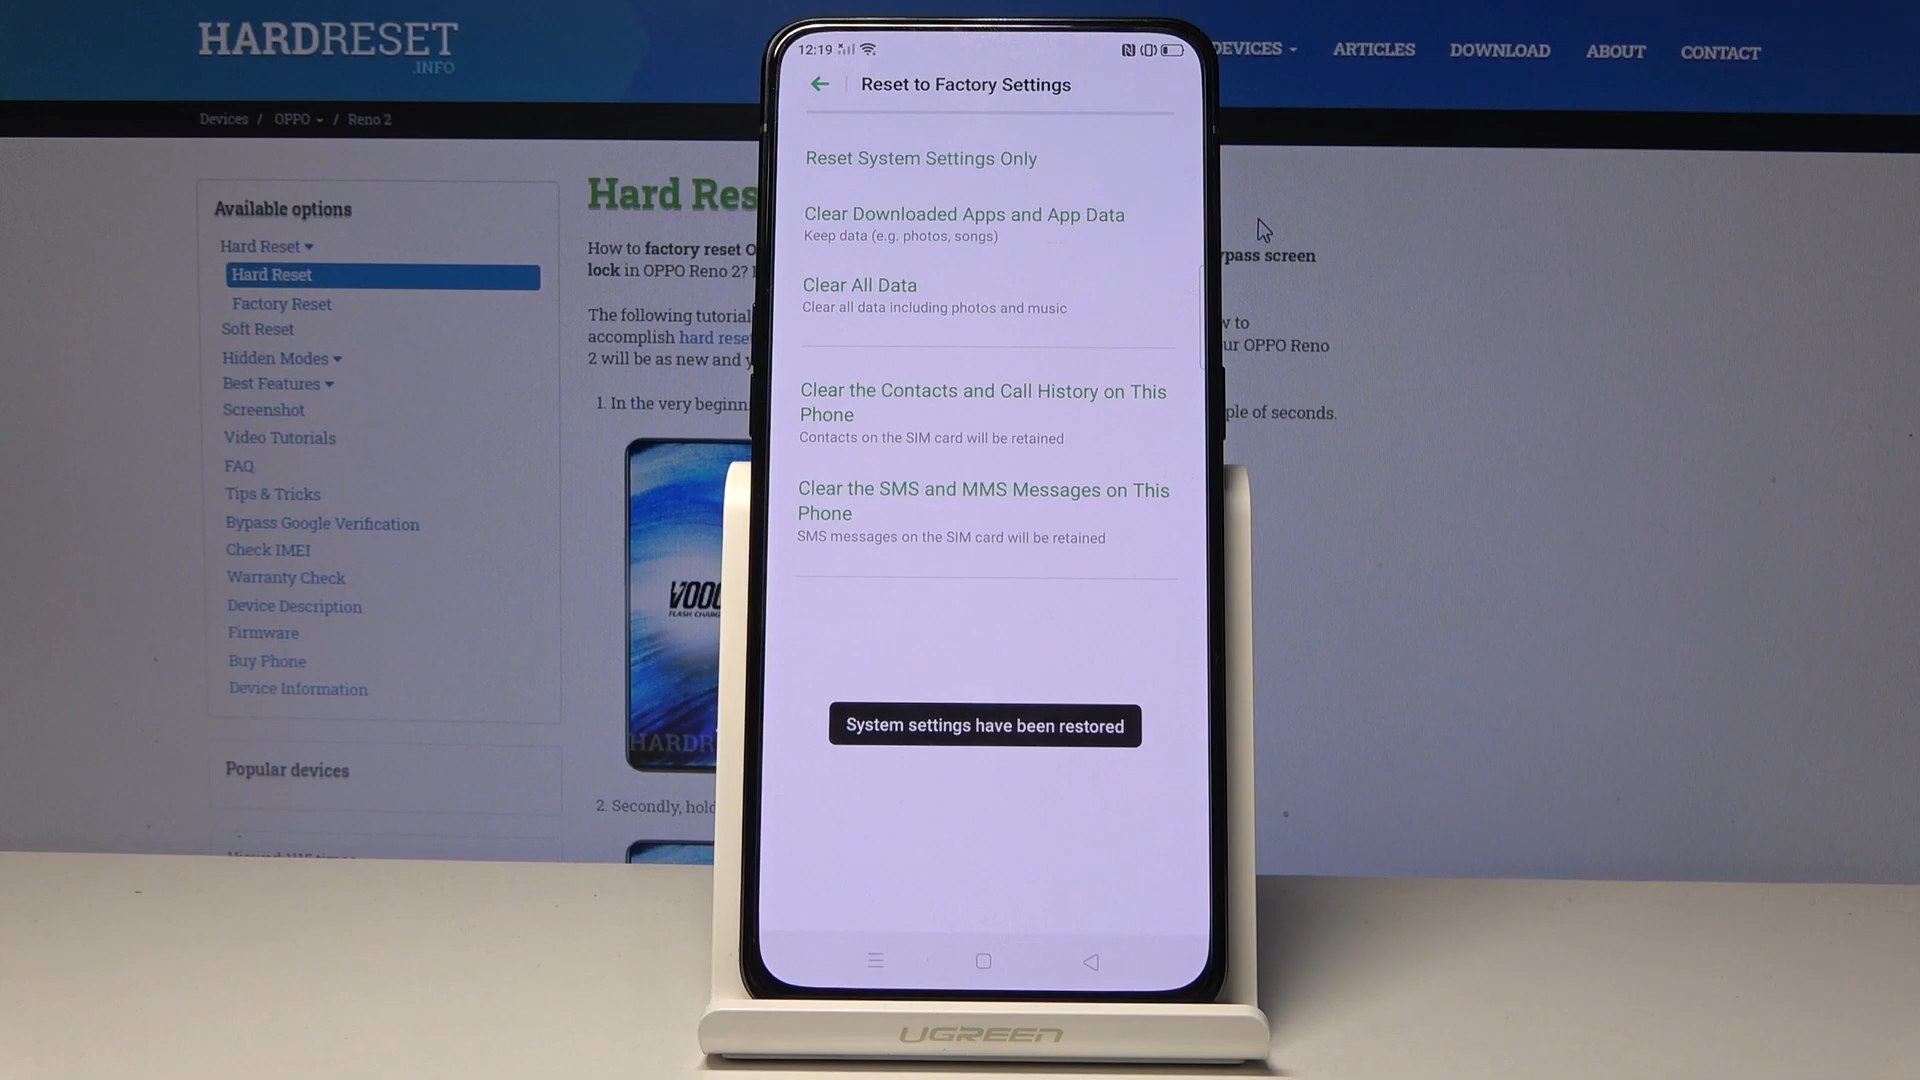 HARDRESET
.INFO
DEVICES
ARTICLES
DOWNLOAD
ABOUT
CONTACT
Devices / OPPO / Reno 2
Available options
Hard Reset
Hard Reset
Factory Reset
Soft Reset
Hidden Modes
Best Features
Screenshot
Video Tutorials
FAQ
Tips & Tricks
Bypass Google Verification
Check IMEI
Warranty Check
Device Description
Firmware
Buy Phone
Device Information
Popular devices
Hard Res
How to factory reset O
lock in OPPO Reno 2?
The following tutorial
accomplish hard rese
2 will be as new and
1. In the very beginn
VOOC
FLASH CHARG
HARDR
2. Secondly, hold
12:19
Reset to Factory Settings
Reset System Settings Only
Clear Downloaded Apps and App Data
Keep data (e.g. photos, songs)
Clear All Data
Clear all data including photos and music
Clear the Contacts and Call History on This
Phone
Contacts on the SIM card will be retained
Clear the SMS and MMS Messages on This
Phone
SMS messages on the SIM card will be retained
System settings have been restored
ypass screen
w to
ur OPPO Reno
ple of seconds.
UGREEN